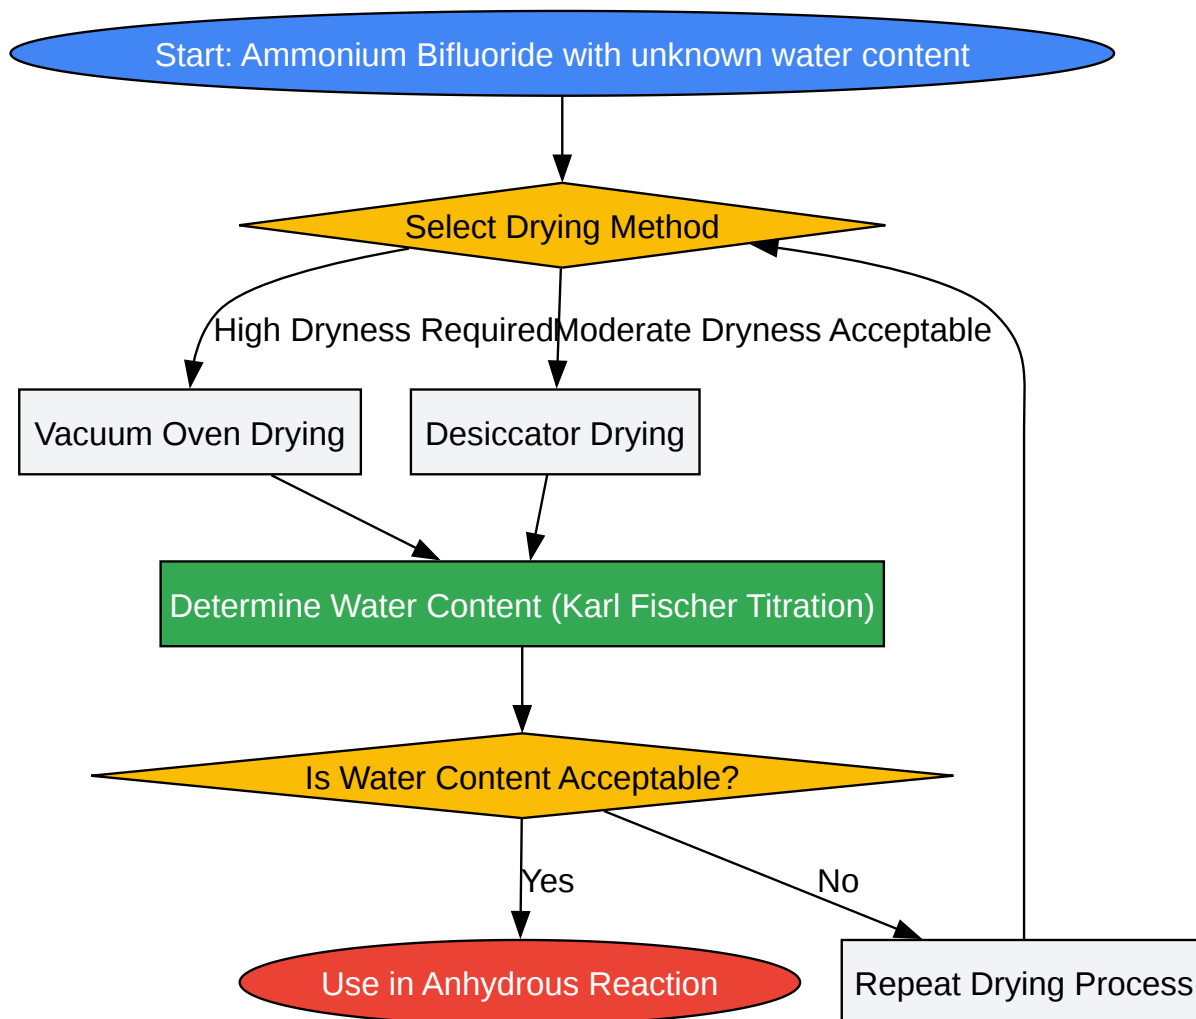 Start: Ammonium Bifluoride with unknown water content
Select Drying Method
High Dryness Required
Moderate Dryness Acceptable
Vacuum Oven Drying
Desiccator Drying
Determine Water Content (Karl Fischer Titration)
Is Water Content Acceptable?
Yes
No
Use in Anhydrous Reaction
Repeat Drying Process